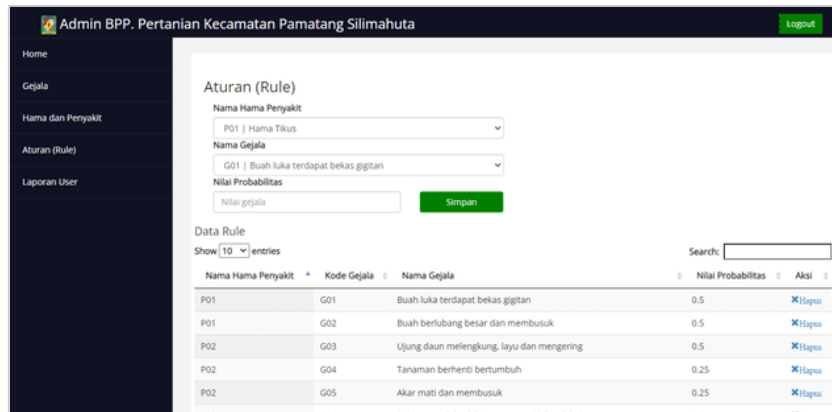 Admin BPP. Pertanian Kecamatan Pamatang Silimahuta
Logout
Home
Gejala
Hama dan Penyakit
Aturan (Rule)
Laporan User
Aturan (Rule)
Nama Hama Penyakit
P01 | Hama Tikus
Nama Gejala
G01 | Buah luka terdapat bekas gigitan
Nilai Probabilitas
Nilai gejala
Simpan
Data Rule
Show 10 entries
Search:
Nama Hama Penyakit Kode Gejala Nama Gejala Nilai Probabilitas Aksi
P01 G01 Buah luka terdapat bekas gigitan 0.5 Hapus
P01 G02 Buah berlubang besar dan membusuk 0.5 Hapus
P02 G03 Ujung daun melengkung, layu dan mengering 0.5 Hapus
P02 G04 Tanaman berhenti bertumbuh 0.25 Hapus
P02 G05 Akar mati dan membusuk 0.25 Hapus